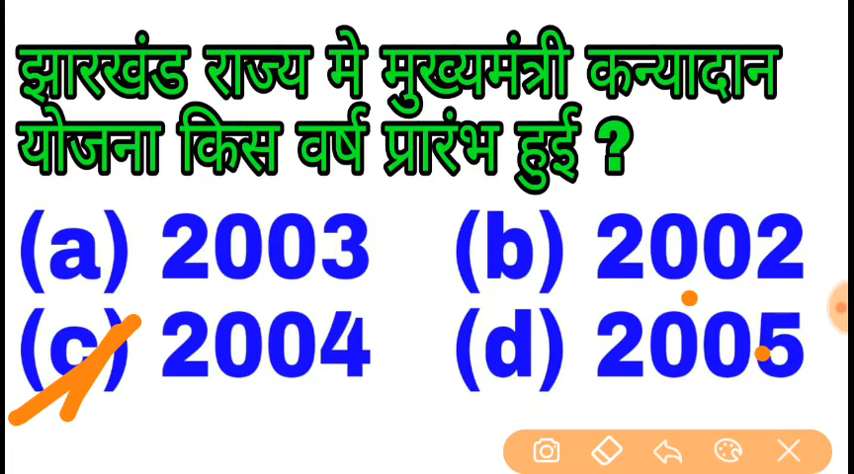 झारखंड राज्य मे मुख्यमंत्री कन्यादान
योजना किस वर्ष प्रारंभ हुई ?
(a) 2003 (b) 2002
(c) 2004 (d) 2005